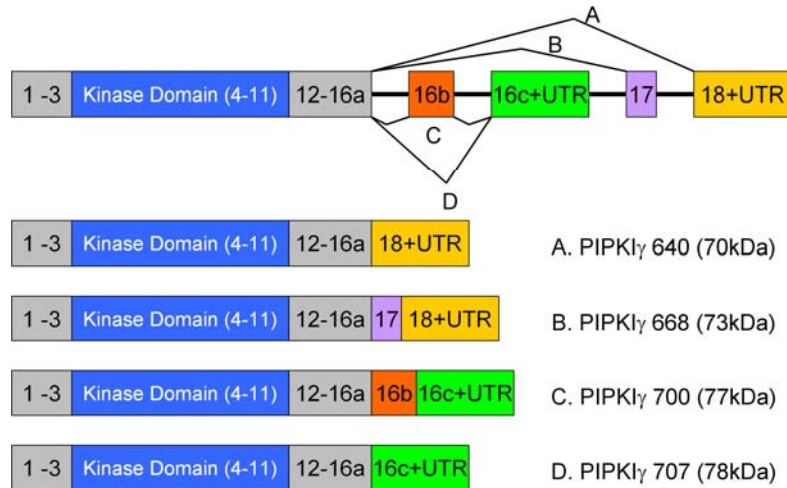 A
B
1 -3 Kinase Domain (4-11) 12-16a 16b 16c+UTR 17 18+UTR
C
D
1 -3 Kinase Domain (4-11) 12-16a 18+UTR A. PIPKIγ 640 (70kDa)
1 -3 Kinase Domain (4-11) 12-16a 17 18+UTR B. PIPKIγ 668 (73kDa)
1 -3 Kinase Domain (4-11) 12-16a 16b 16c+UTR C. PIPKIγ 700 (77kDa)
1 -3 Kinase Domain (4-11) 12-16a 16c+UTR D. PIPKIγ 707 (78kDa)